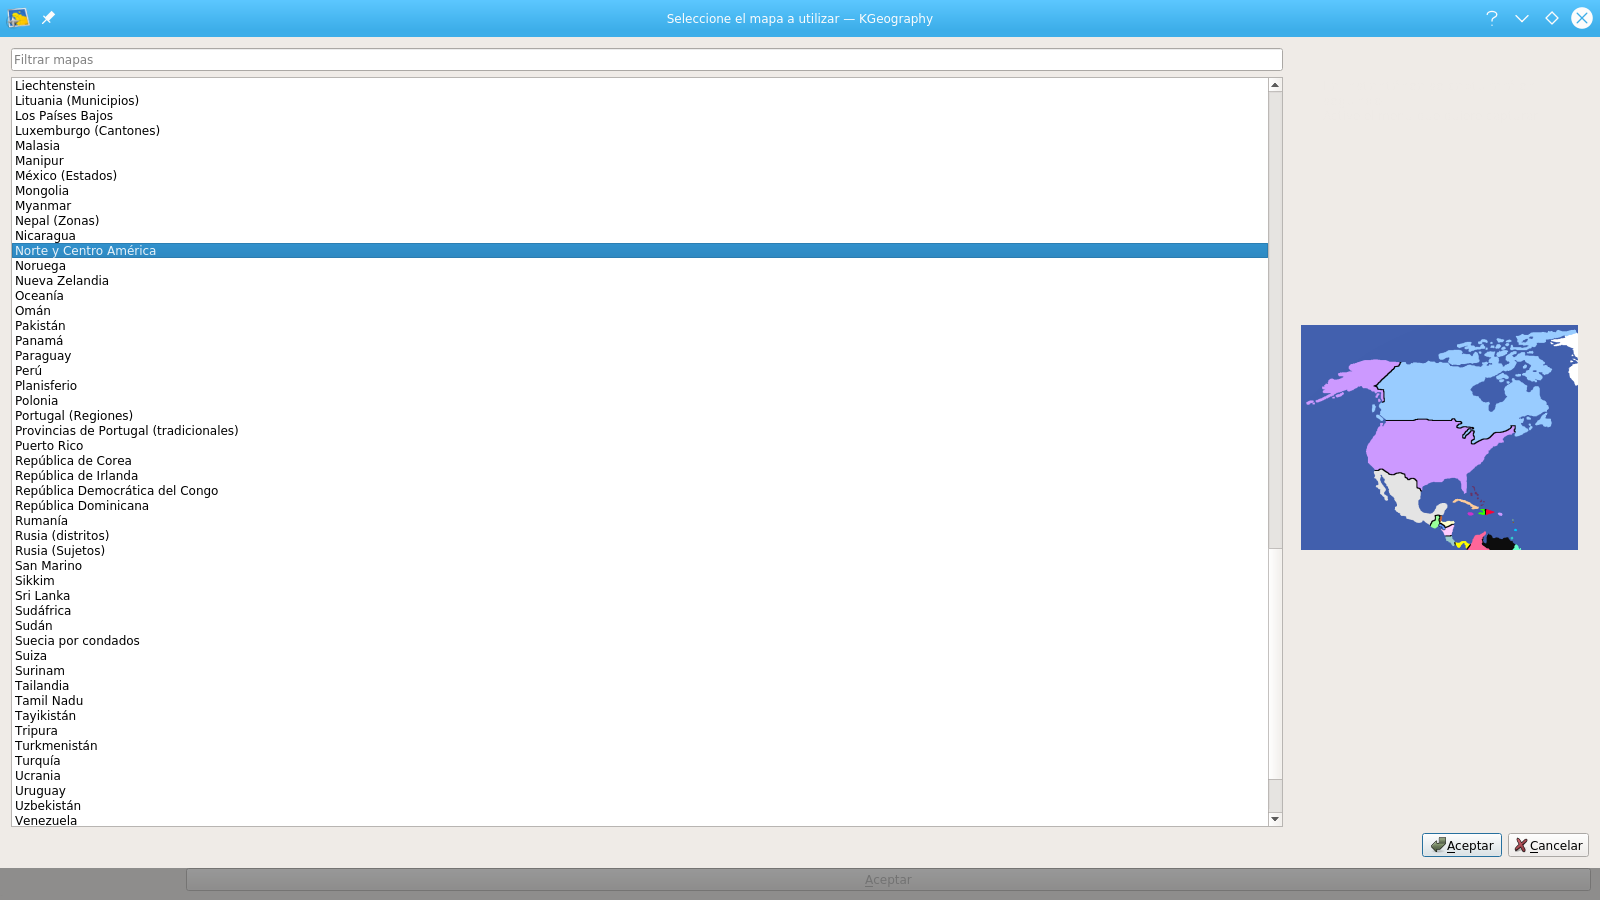 Seleccione el mapa a utilizar — KGeography
Filtrar mapas
Liechtenstein
Lituania (Municipios)
Los Países Bajos
Luxemburgo (Cantones)
Malasia
Manipur
México (Estados)
Mongolia
Myanmar
Nepal (Zonas)
Nicaragua
Norte y Centro América
Noruega
Nueva Zelandia
Oceanía
Omán
Pakistán
Panamá
Paraguay
Perú
Planisferio
Polonia
Portugal (Regiones)
Provincias de Portugal (tradicionales)
Puerto Rico
República de Corea
República de Irlanda
República Democrática del Congo
República Dominicana
Rumanía
Rusia (distritos)
Rusia (Sujetos)
San Marino
Sikkim
Sri Lanka
Sudáfrica
Sudán
Suecia por condados
Suiza
Surinam
Tailandia
Tamil Nadu
Tayikistán
Tripura
Turkmenistán
Turquía
Ucrania
Uruguay
Uzbekistán
Venezuela
Aceptar
Cancelar
Aceptar